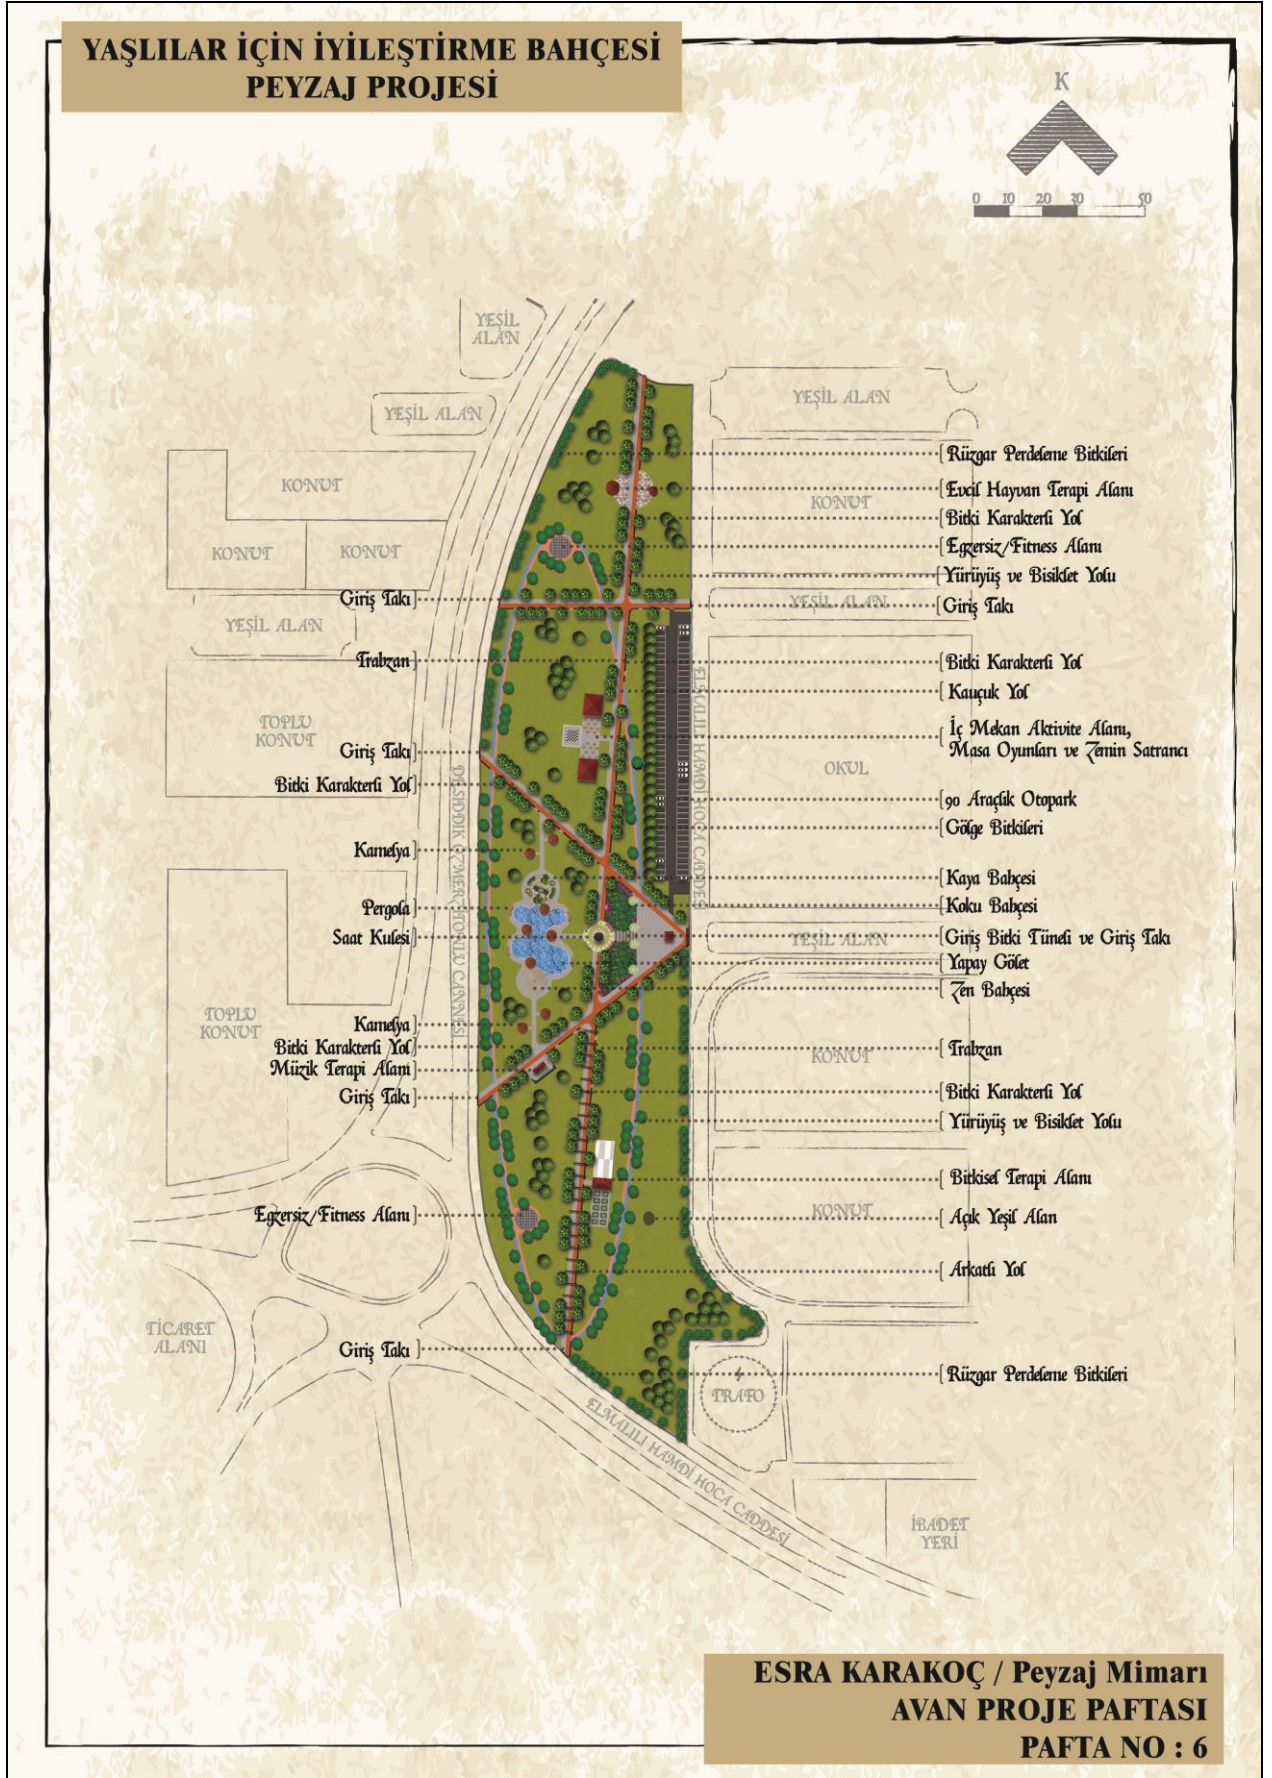 YAŞLILAR İÇİN İYİLEŞTİRME BAHÇESİ
PEYZAJ PROJESİ
K
0 10 20 30 50
YEŞİL
ALAN
YEŞİL ALAN
YEŞİL ALAN
KONUT
KONUT
KONUT
KONUT
YEŞİL ALAN
YEŞİL ALAN
TOPLU
KONUT
OKUL
TOPLU
KONUT
YEŞİL ALAN
KONUT
KONUT
TİCARET
ALANI
TRAFO
İBADET
YERİ
ELMALILI HAMDİ HOCA CADDESİ
ELMALILI HAMDİ HOCA CADDESİ
Giriş Takı
Trabzan
Giriş Takı
Bitki Karakterli Yol
Kamelya
Pergola
Saat Kulesi
Kamelya
Bitki Karakterli Yol
Müzik Terapi Alanı
Giriş Takı
Egzersiz/Fitness Alanı
Giriş Takı
Rüzgar Perdeleme Bitkileri
Evcil Hayvan Terapi Alanı
Bitki Karakterli Yol
Egzersiz/Fitness Alanı
Yürüyüş ve Bisiklet Yolu
Giriş Takı
Bitki Karakterli Yol
Kauçuk Yol
İç Mekan Aktivite Alanı,
Masa Oyunları ve Zemin Satrancı
90 Araçlık Otopark
Gölge Bitkileri
Kaya Bahçesi
Koku Bahçesi
Giriş Bitki Tüneli ve Giriş Takı
Yapay Gölet
Zen Bahçesi
Trabzan
Bitki Karakterli Yol
Yürüyüş ve Bisiklet Yolu
Bitkisel Terapi Alanı
Açık Yeşil Alan
Arkatlı Yol
Rüzgar Perdeleme Bitkileri
ESRA KARAKOÇ / Peyzaj Mimarı
AVAN PROJE PAFTASI
PAFTA NO : 6